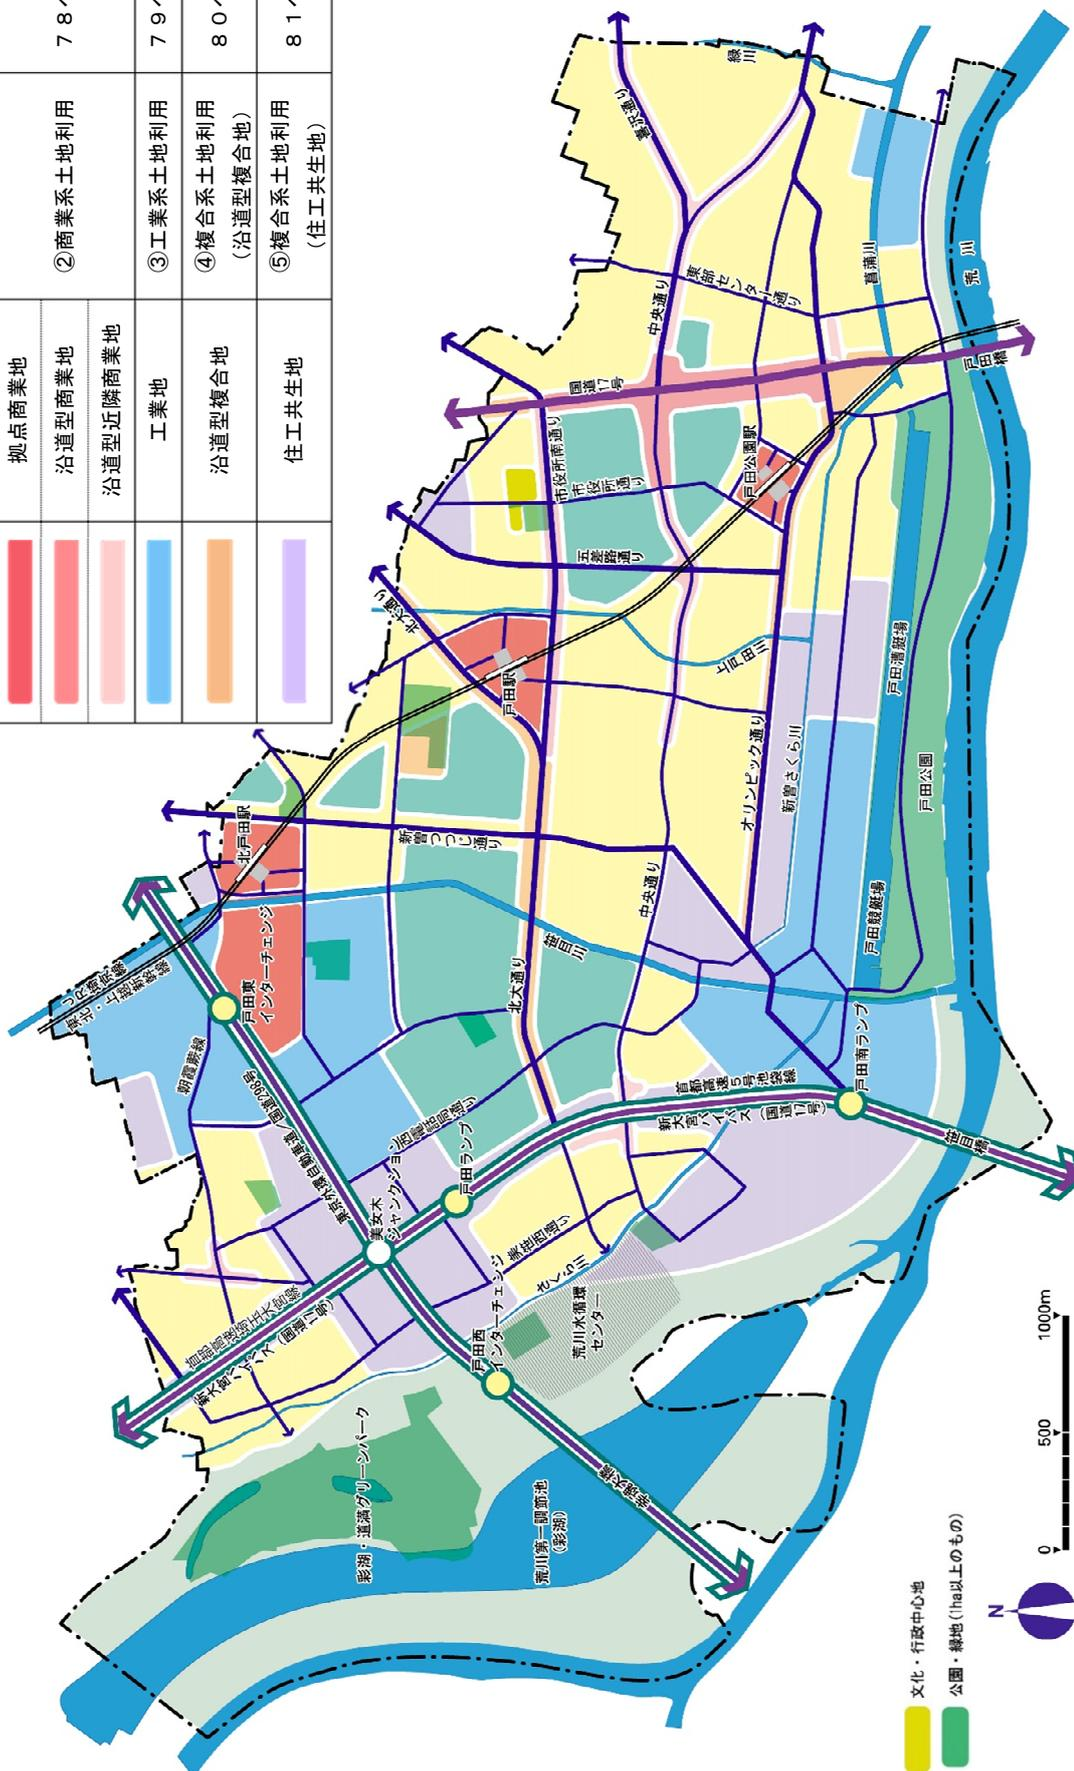 拠点商業地
沿道型商業地 ②商業系土地利用 78
沿道型近隣商業地
工業地 ③工業系土地利用 79
沿道型複合地 ④複合系土地利用 80
(沿道型複合地)
住工共生地 ⑤複合系土地利用 81
(住工共生地)
JR埼京線
東北・上越新幹線
朝霞蕨線
戸田東
インターチェンジ
北戸田駅
新曽つつじ通り
北大通り
戸田駅
五差路通り
市役所南通り
市役所通り
国道17号
喜沢通り
緑川
中央通り
東部センター通り
菖蒲川
荒川
戸田橋
戸田公園駅
上戸田川
オリンピック通り
新曽さくら川
戸田漕艇場
戸田公園
戸田競艇場
中央通り
笹目川
北大通り
首都高速5号池袋線
新大宮バイパス(国道17号)
戸田南ランプ
笹目橋
東京外環自動車道/国道298号
美女木
ジャンクション
戸田ランプ
首都高速埼玉大宮線
新大宮バイパス(国道17号)
美笹西通り
さくら川
戸田西
インターチェンジ
荒川水循環
センター
彩湖・道満グリーンパーク
荒川第一調節池
(彩湖)
幸魂大橋
文化・行政中心地
公園・緑地(1ha以上のもの)
N
0 500 1000m